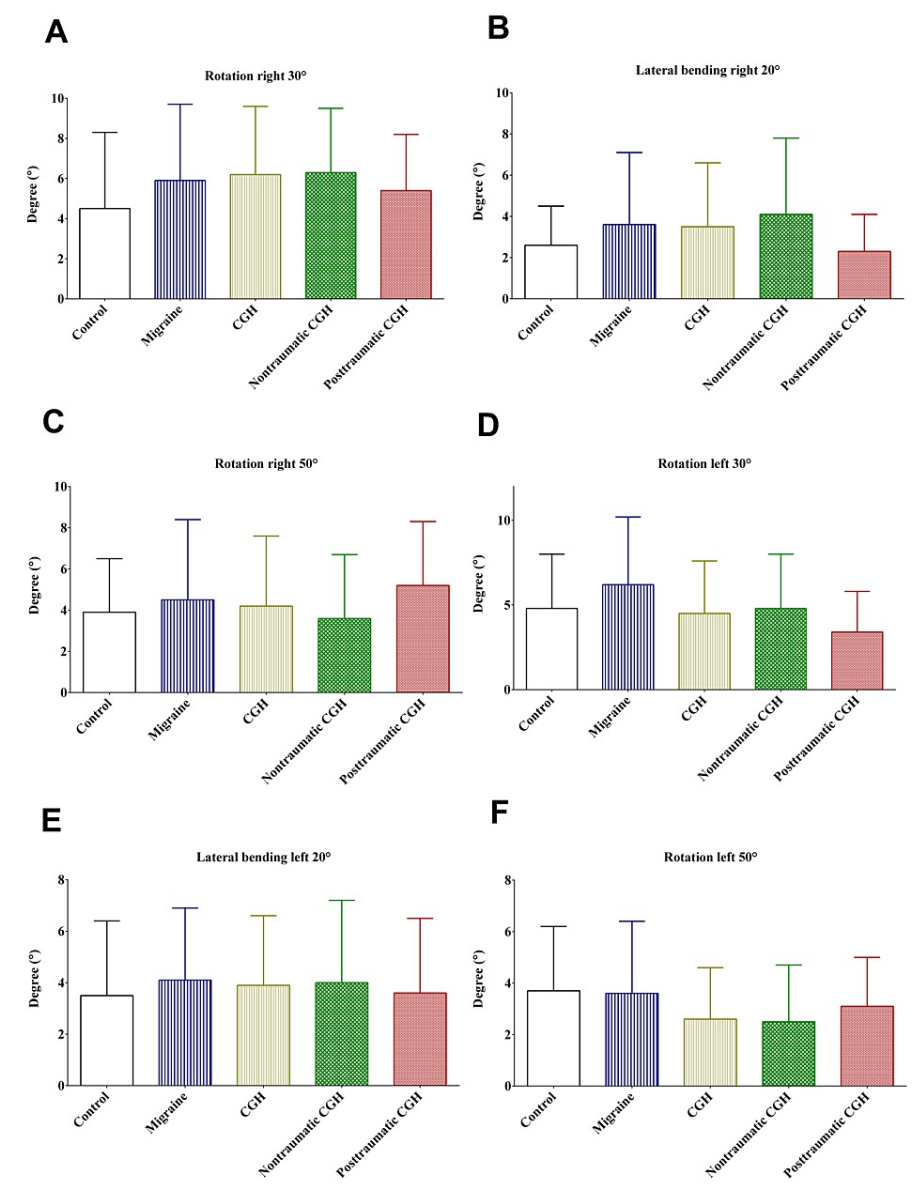 A
Rotation right 30°
Degree (°)
10
8
6
4
2
0
Control
Migraine
CGH
Nontraumatic CGH
Posttraumatic CGH
B
Lateral bending right 20°
Degree (°)
10
8
6
4
2
0
Control
Migraine
CGH
Nontraumatic CGH
Posttraumatic CGH
C
Rotation right 50°
Degree (°)
10
8
6
4
2
0
Control
Migraine
CGH
Nontraumatic CGH
Posttraumatic CGH
D
Rotation left 30°
Degree (°)
10
5
0
Control
Migraine
CGH
Nontraumatic CGH
Posttraumatic CGH
E
Lateral bending left 20°
Degree (°)
8
6
4
2
0
Control
Migraine
CGH
Nontraumatic CGH
Posttraumatic CGH
F
Rotation left 50°
Degree (°)
8
6
4
2
0
Control
Migraine
CGH
Nontraumatic CGH
Posttraumatic CGH